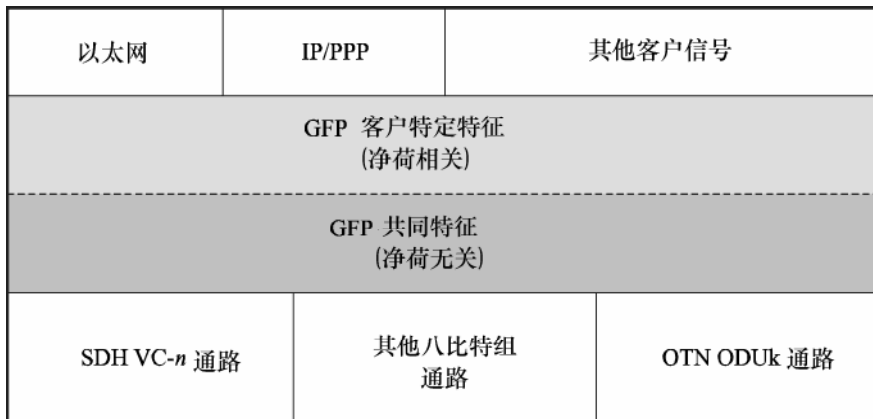 以太网
IP/PPP
其他客户信号
GFP 客户特定特征
(净荷相关)
GFP 共同特征
(净荷无关)
SDH VC-n 通路
其他八比特组
通路
OTN ODUk 通路